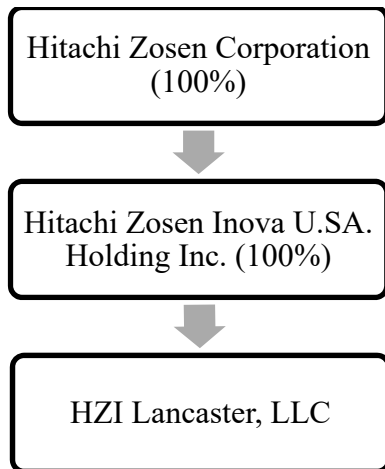 Hitachi Zosen Corporation
(100%)
Hitachi Zosen Inova U.SA.
Holding Inc. (100%)
HZI Lancaster, LLC